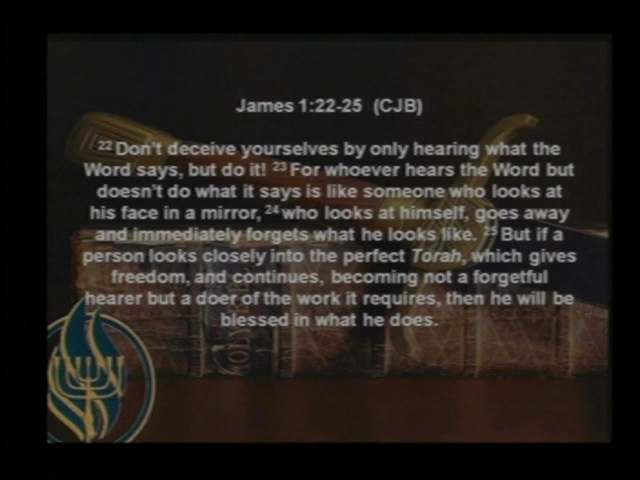 James 1:22-25 (CJB)
22 Don't deceive yourselves by only hearing what the
Word says, but do it! 23 For whoever hears the Word but
doesn't do what it says is like someone who looks at
his face in a mirror, 24 who looks at himself, goes away
and immediately forgets what he looks like. 25 But if a
person looks closely into the perfect Torah, which gives
freedom, and continues, becoming not a forgetful
hearer but a doer of the work it requires, then he will be
blessed in what he does.